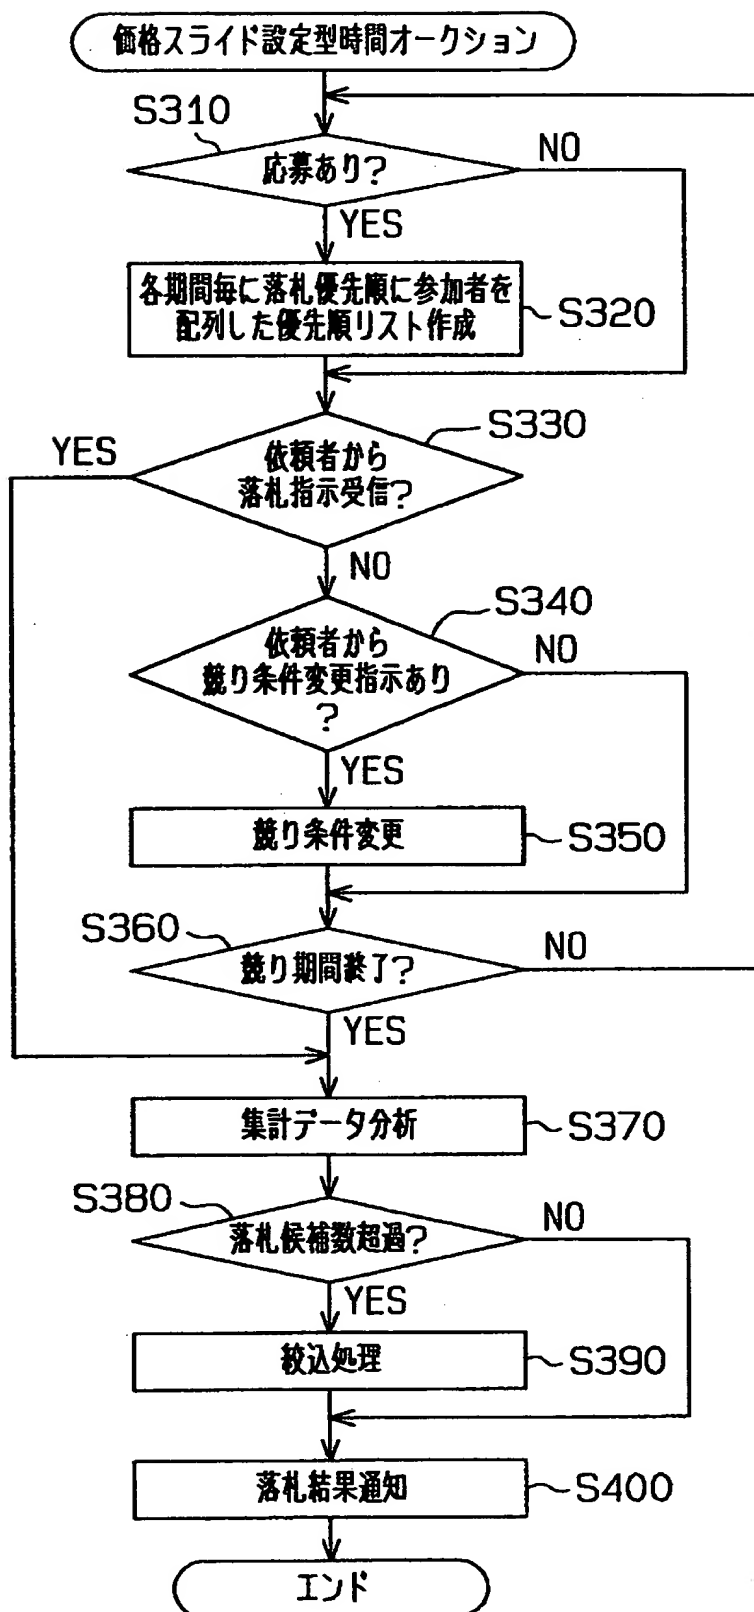 価格スライド設定型時間オークション
S310
応募あり?
NO
YES
各期間毎に落札優先順に参加者を
配列した優先順リスト作成
S320
S330
YES
依頼者から
落札指示受信?
NO
S340
依頼者から
競り条件変更指示あり
?
NO
YES
競り条件変更
S350
S360
競り期間終了?
NO
YES
集計データ分析
S370
S380
落札候補数超過?
NO
YES
絞込処理
S390
落札結果通知
S400
エンド